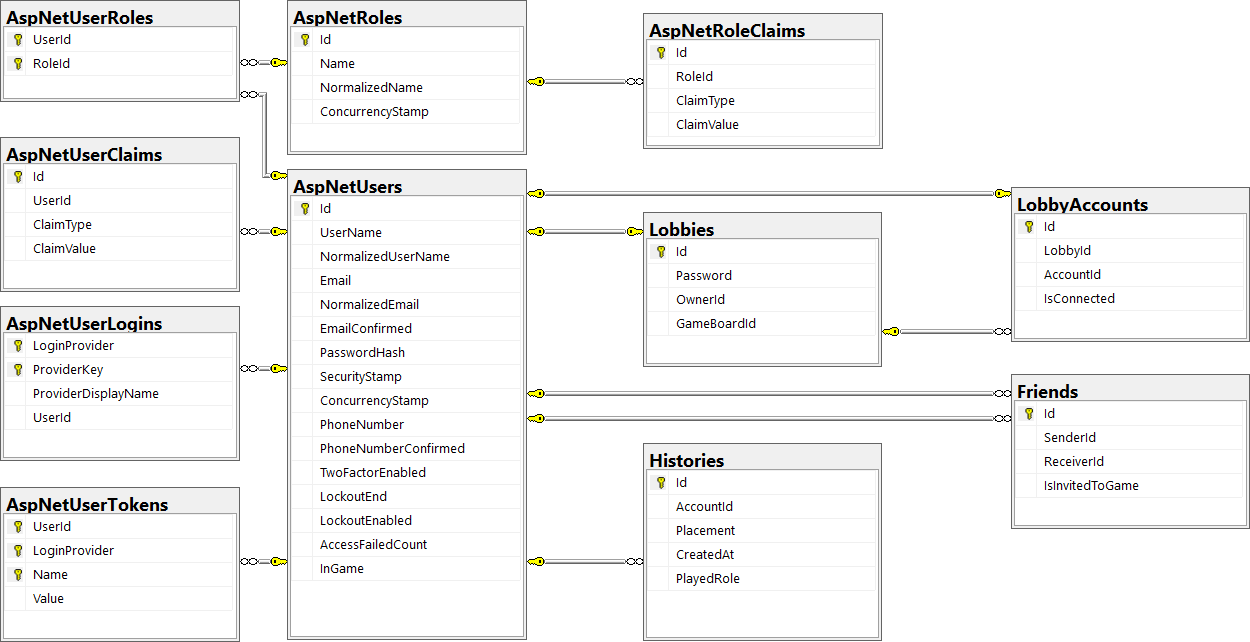 AspNetUserRoles
UserId
RoleId
AspNetRoles
Id
Name
NormalizedName
ConcurrencyStamp
AspNetRoleClaims
Id
RoleId
ClaimType
ClaimValue
AspNetUserClaims
Id
UserId
ClaimType
ClaimValue
AspNetUsers
Id
UserName
NormalizedUserName
Email
NormalizedEmail
EmailConfirmed
PasswordHash
SecurityStamp
ConcurrencyStamp
PhoneNumber
PhoneNumberConfirmed
TwoFactorEnabled
LockoutEnd
LockoutEnabled
AccessFailedCount
InGame
Lobbies
Id
Password
OwnerId
GameBoardId
LobbyAccounts
Id
LobbyId
AccountId
IsConnected
AspNetUserLogins
LoginProvider
ProviderKey
ProviderDisplayName
UserId
Friends
Id
SenderId
ReceiverId
IsInvitedToGame
Histories
Id
AccountId
Placement
CreatedAt
PlayedRole
AspNetUserTokens
UserId
LoginProvider
Name
Value